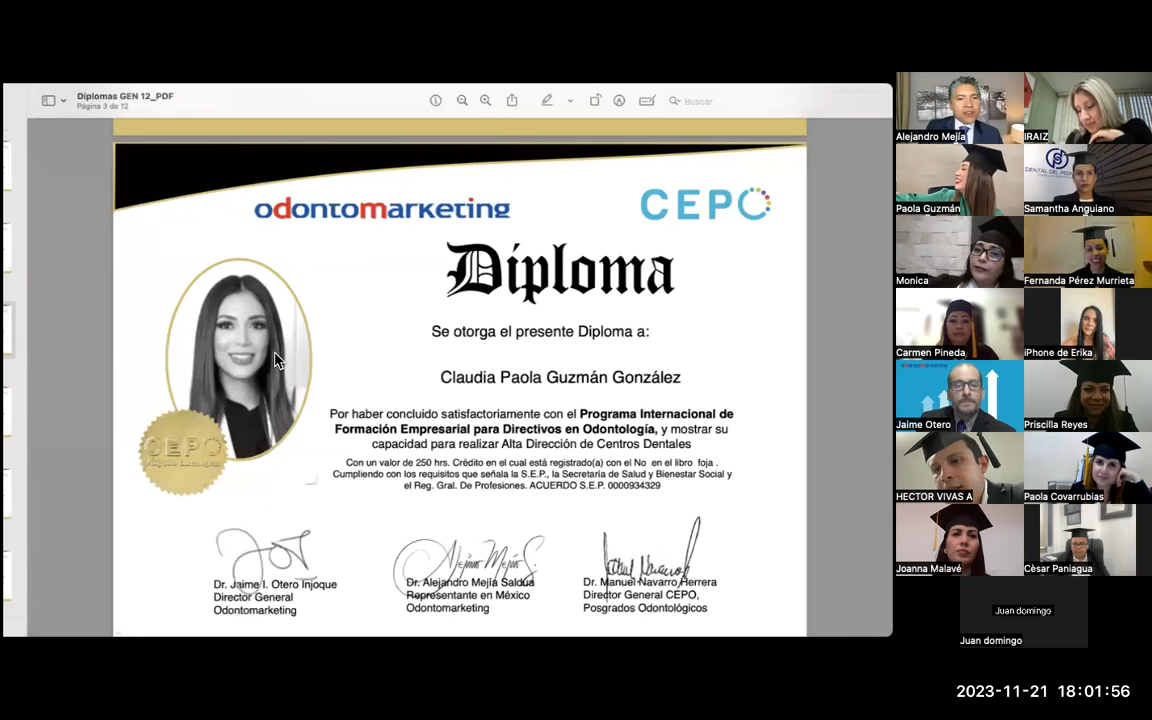 Diplomas GEN 12_PDF
Página 3 de 12
Buscar
odontomarketing
CEPO
Diploma
Se otorga el presente Diploma a:
Claudia Paola Guzmán González
Por haber concluido satisfactoriamente con el Programa Internacional de
Formación Empresarial para Directivos en Odontología, y mostrar su
capacidad para realizar Alta Dirección de Centros Dentales
Con un valor de 250 hrs. Crédito en el cual está registrado(a) con el No en el libro foja .
Cumpliendo con los requisitos que señala la S.E.P., la Secretaría de Salud y Bienestar Social y
el Reg. Gral. De Profesiones. ACUERDO S.E.P. 0000934329
CEPO
Dr. Jaime I. Otero Injoque
Director General
Odontomarketing
Dr. Alejandro Mejía Saldúa
Representante en México
Odontomarketing
Dr. Manuel Navarro Herrera
Director General CEPO,
Posgrados Odontológicos
Alejandro Mejía
IRAIZ
Paola Guzmán
Samantha Anguiano
Monica
Fernanda Pérez Murrieta
Carmen Pineda
iPhone de Erika
odontomarketing
Jaime Otero
Priscilla Reyes
HECTOR VIVAS A
Paola Covarrubias
Joanna Malavé
Cèsar Paniagua
Juan domingo
Juan domingo
2023-11-21 18:01:56